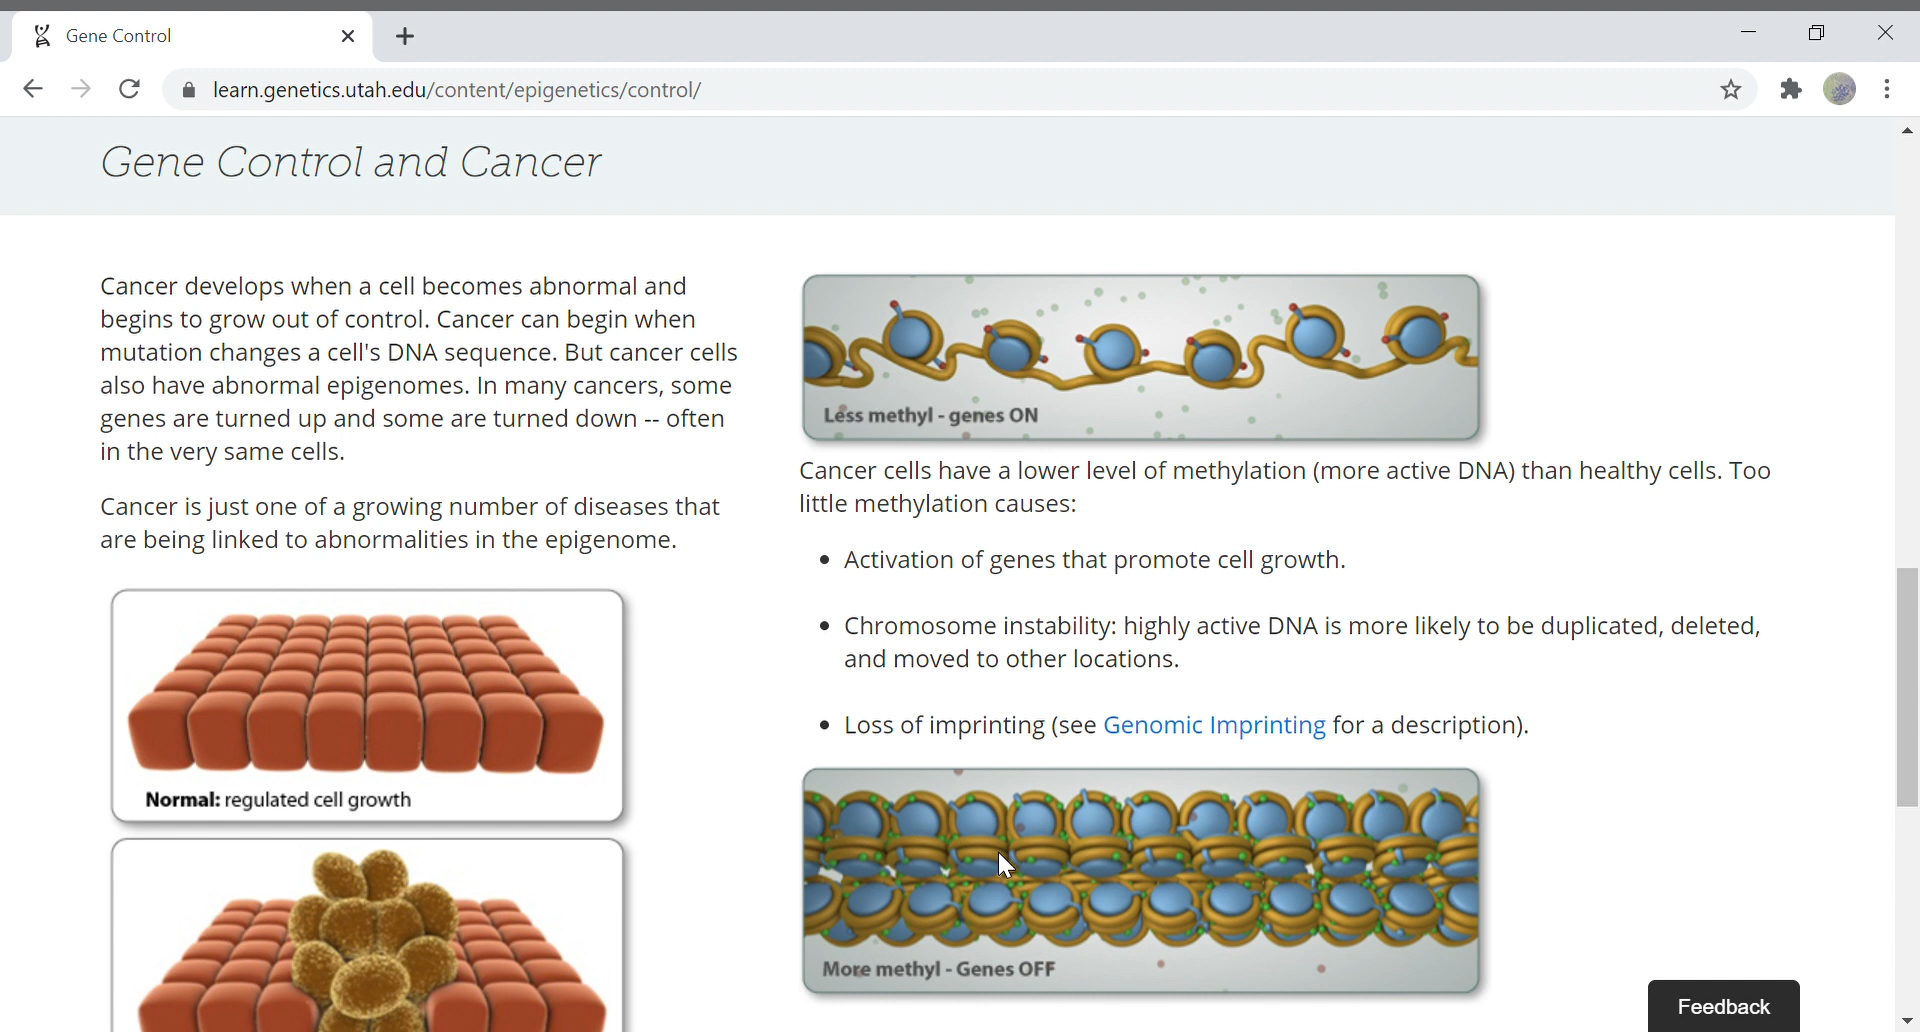 Gene Control
learn.genetics.utah.edu/content/epigenetics/control/
Gene Control and Cancer
Cancer develops when a cell becomes abnormal and
begins to grow out of control. Cancer can begin when
mutation changes a cell's DNA sequence. But cancer cells
also have abnormal epigenomes. In many cancers, some
genes are turned up and some are turned down -- often
in the very same cells.
Cancer is just one of a growing number of diseases that
are being linked to abnormalities in the epigenome.
Normal: regulated cell growth
Less methyl - genes ON
Cancer cells have a lower level of methylation (more active DNA) than healthy cells. Too
little methylation causes:
• Activation of genes that promote cell growth.
• Chromosome instability: highly active DNA is more likely to be duplicated, deleted,
and moved to other locations.
• Loss of imprinting (see Genomic Imprinting for a description).
More methyl - Genes OFF
Feedback